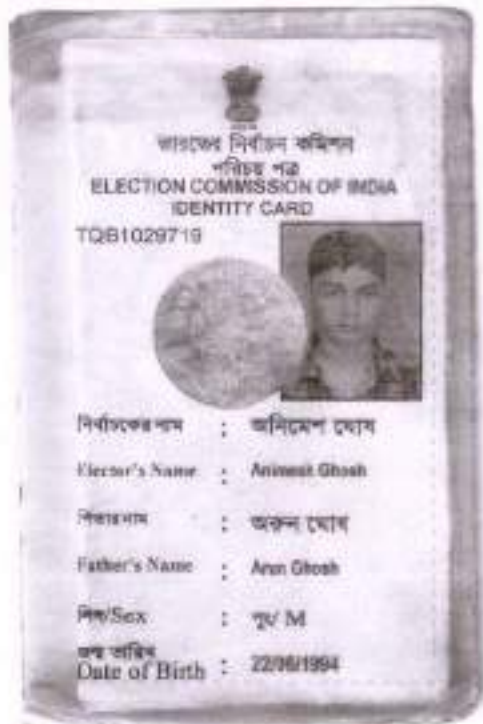 ভারতের নির্বাচন কমিশন
পরিচয় পত্র
ELECTION COMMISSION OF INDIA
IDENTITY CARD
TQB1029719
নির্বাচকের নাম : অনিমেশ ঘোষ
Elector's Name : Animesh Ghosh
পিতার নাম : অরুন ঘোষ
Father's Name : Arun Ghosh
লিঙ্গ/Sex : পুং/ M
জন্ম তারিখ
Date of Birth : 22/06/1994